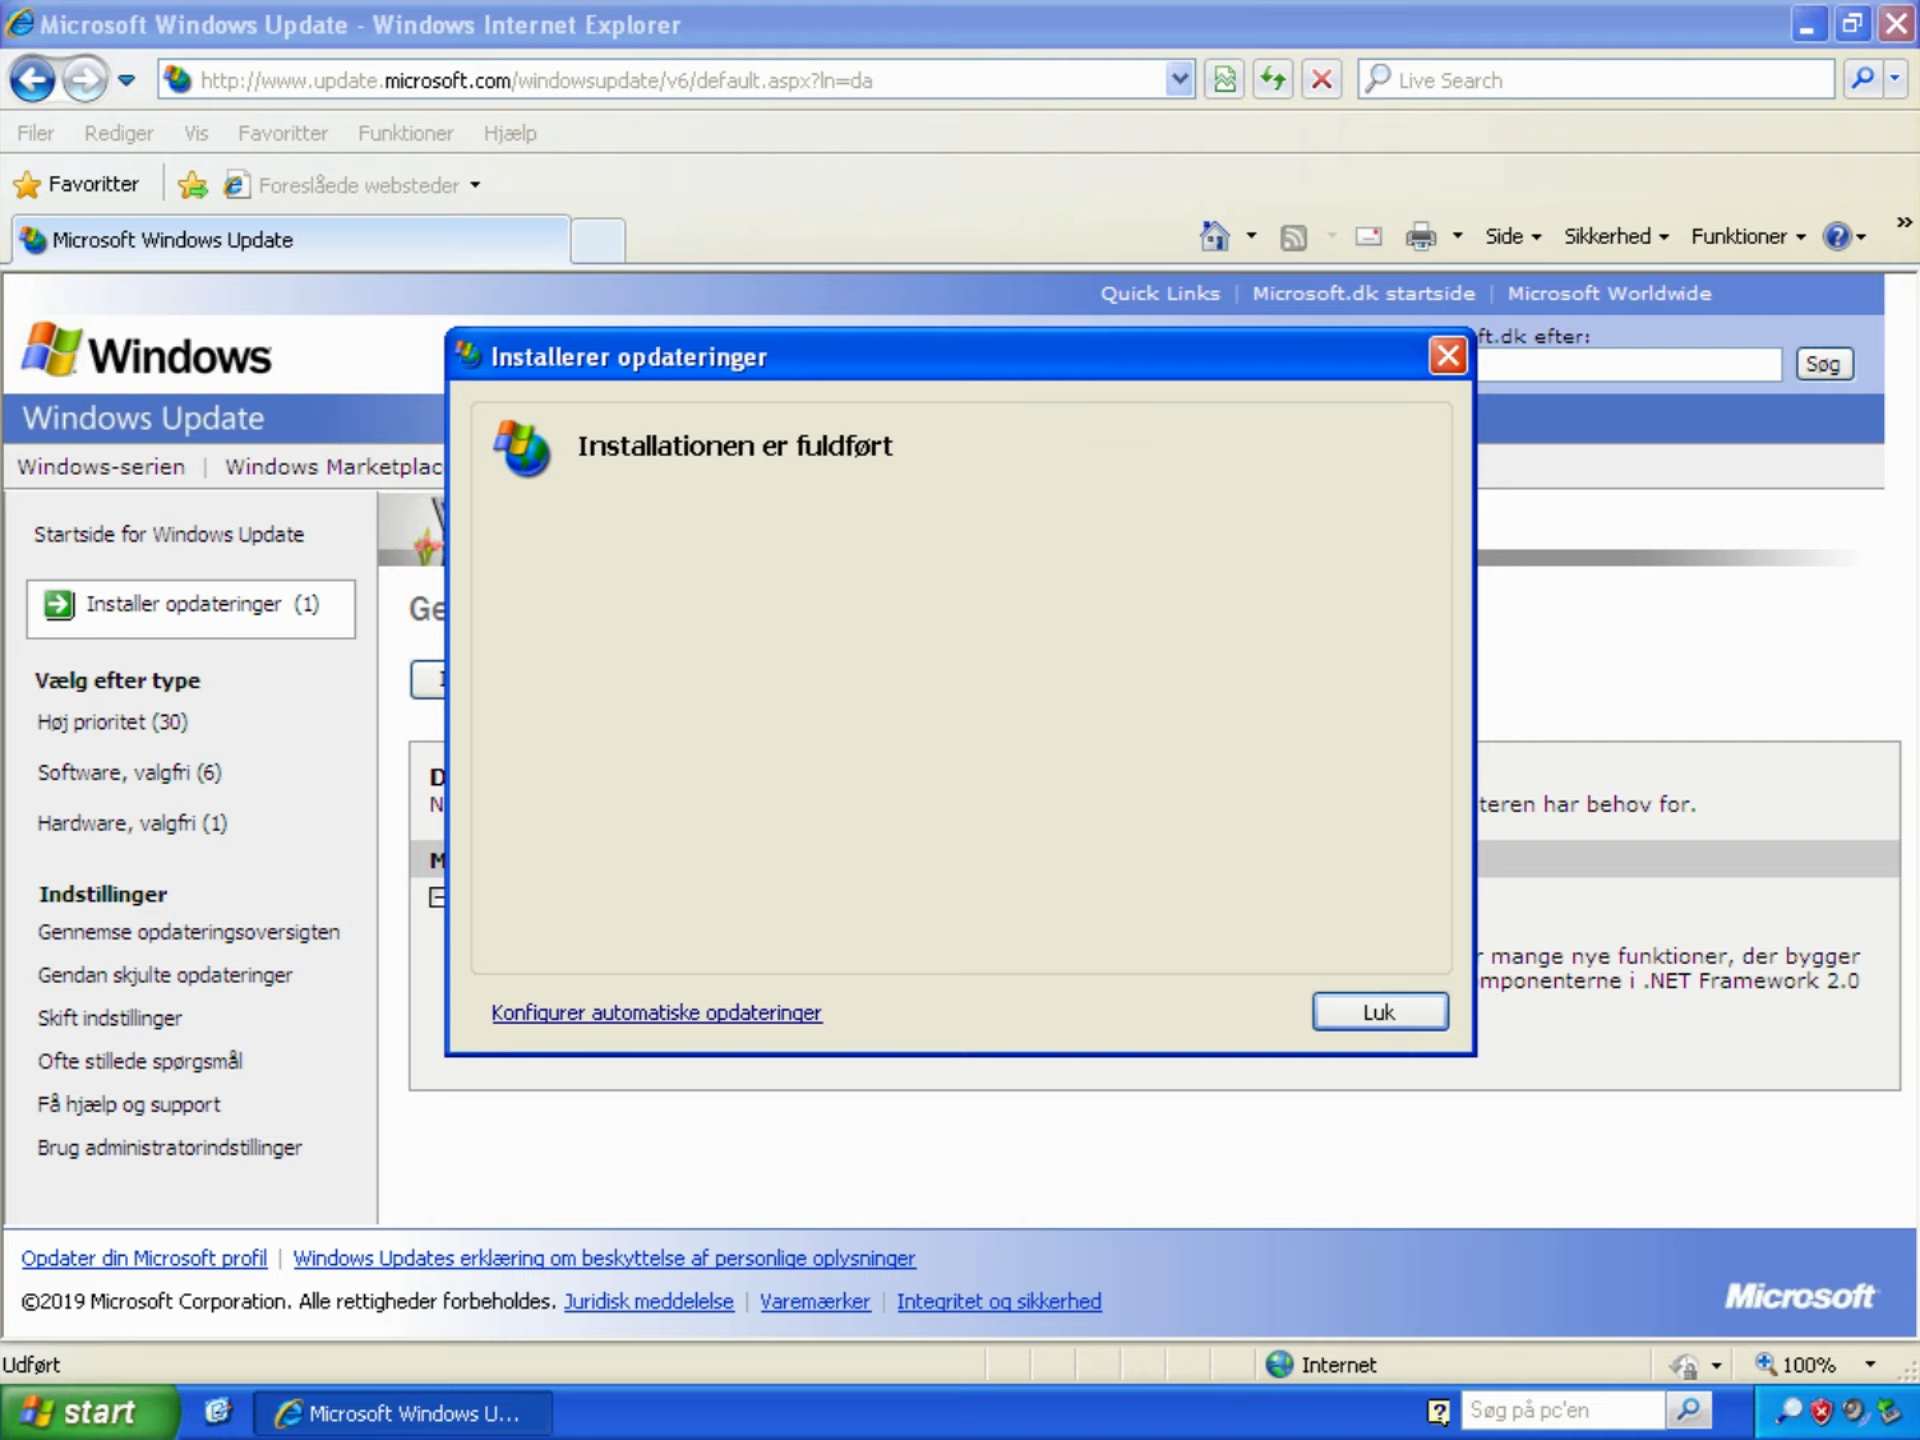 Microsoft Windows Update - Windows Internet Explorer
http://www.update.microsoft.com/windowsupdate/v6/default.aspx?ln=da
Live Search
Filer Rediger Vis Favoritter Funktioner Hjælp
Favoritter Foreslåede websteder
Microsoft Windows Update
Side Sikkerhed Funktioner
Quick Links | Microsoft.dk startside | Microsoft Worldwide
Windows
ft.dk efter:
Søg
Windows Update
Windows-serien | Windows Marketplac
Installerer opdateringer
Installationen er fuldført
Konfigurer automatiske opdateringer
Luk
Startside for Windows Update
Installer opdateringer (1)
Vælg efter type
Høj prioritet (30)
Software, valgfri (6)
Hardware, valgfri (1)
Indstillinger
Gennemse opdateringsoversigten
Gendan skjulte opdateringer
Skift indstillinger
Ofte stillede spørgsmål
Få hjælp og support
Brug administratorindstillinger
Ge
D
N
teren har behov for.
M
mange nye funktioner, der bygger
mponenterne i .NET Framework 2.0
Opdater din Microsoft profil | Windows Updates erklæring om beskyttelse af personlige oplysninger
©2019 Microsoft Corporation. Alle rettigheder forbeholdes. Juridisk meddelelse | Varemærker | Integritet og sikkerhed
Microsoft
Udført
Internet
100%
start
Microsoft Windows U...
Søg på pc'en